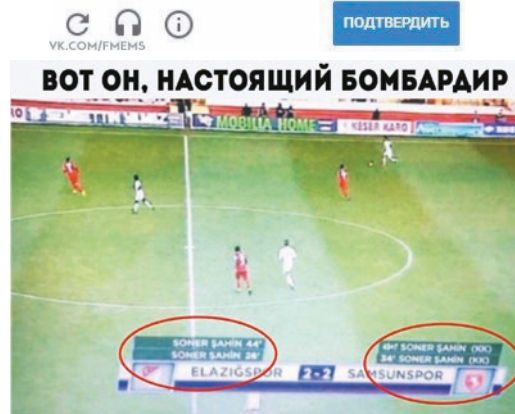 VK.COM/FMEMS
ПОДТВЕРДИТЬ
ВОТ ОН, НАСТОЯЩИЙ БОМБАРДИР
MOBILIA HOME
KESER KARO
SONER ŞAHİN 44'
SONER ŞAHİN 26'
34' SONER ŞAHİN (KK)
SONER ŞAHİN (KK)
ELAZIĞSPOR 2-2 SAMSUNSPOR